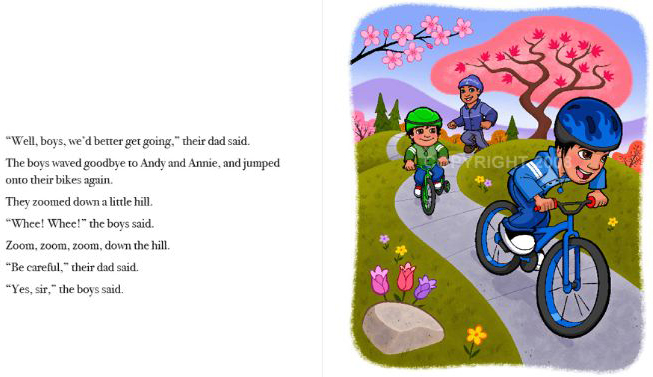 “Well, boys, we’d better get going,” their dad said.
The boys waved goodbye to Andy and Annie, and jumped
onto their bikes again.
They zoomed down a little hill.
“Whee! Whee!” the boys said.
Zoom, zoom, zoom, down the hill.
“Be careful,” their dad said.
“Yes, sir,” the boys said.
COPYRIGHT 2008